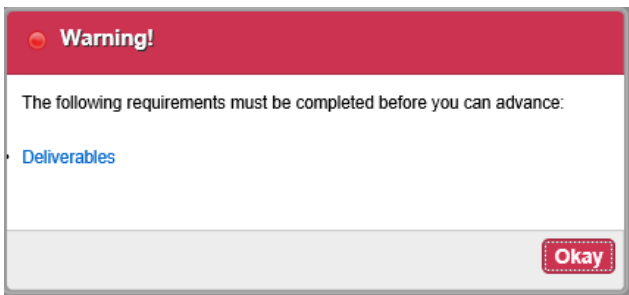 Warning!
The following requirements must be completed before you can advance:
• Deliverables
Okay